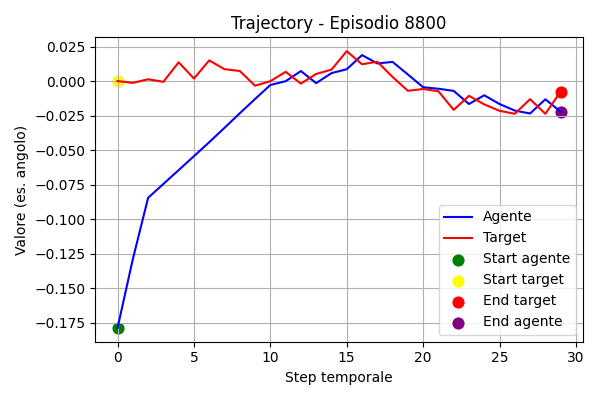 Trajectory - Episodio 8800
Valore (es. angolo)
0.025
0.000
−0.025
−0.050
−0.075
−0.100
−0.125
−0.150
−0.175
Agente
Target
Start agente
Start target
End target
End agente
0 5 10 15 20 25 30
Step temporale